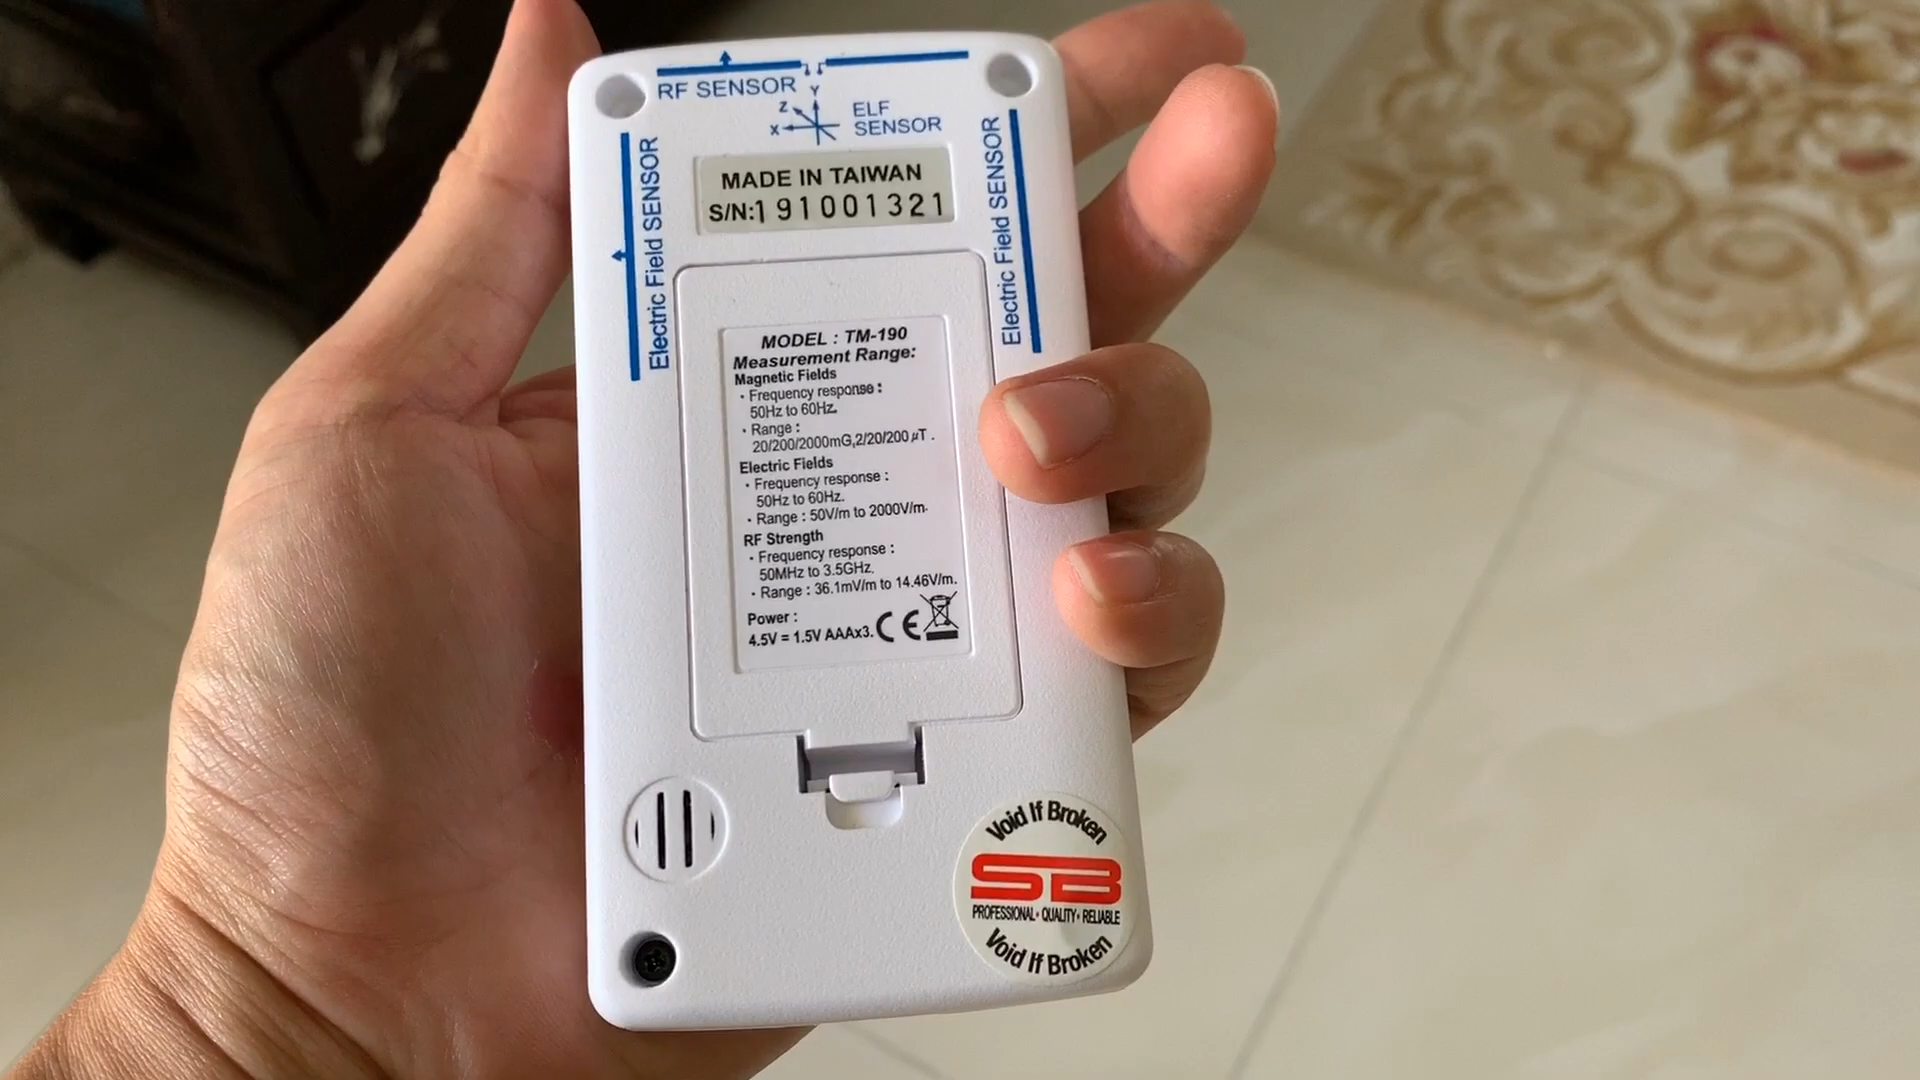 RF SENSOR
Y
Z
X
ELF
SENSOR
Electric Field SENSOR
Electric Field SENSOR
MADE IN TAIWAN
S/N:191001321
MODEL : TM-190
Measurement Range:
Magnetic Fields
· Frequency response :
50Hz to 60Hz.
· Range :
20/200/2000mG,2/20/200 µT .
Electric Fields
· Frequency response :
50Hz to 60Hz.
· Range : 50V/m to 2000V/m.
RF Strength
· Frequency response :
50MHz to 3.5GHz.
· Range : 36.1mV/m to 14.46V/m.
Power :
4.5V = 1.5V AAAx3. CE
Void If Broken
SB
PROFESSIONAL · QUALITY · RELIABLE
Void If Broken